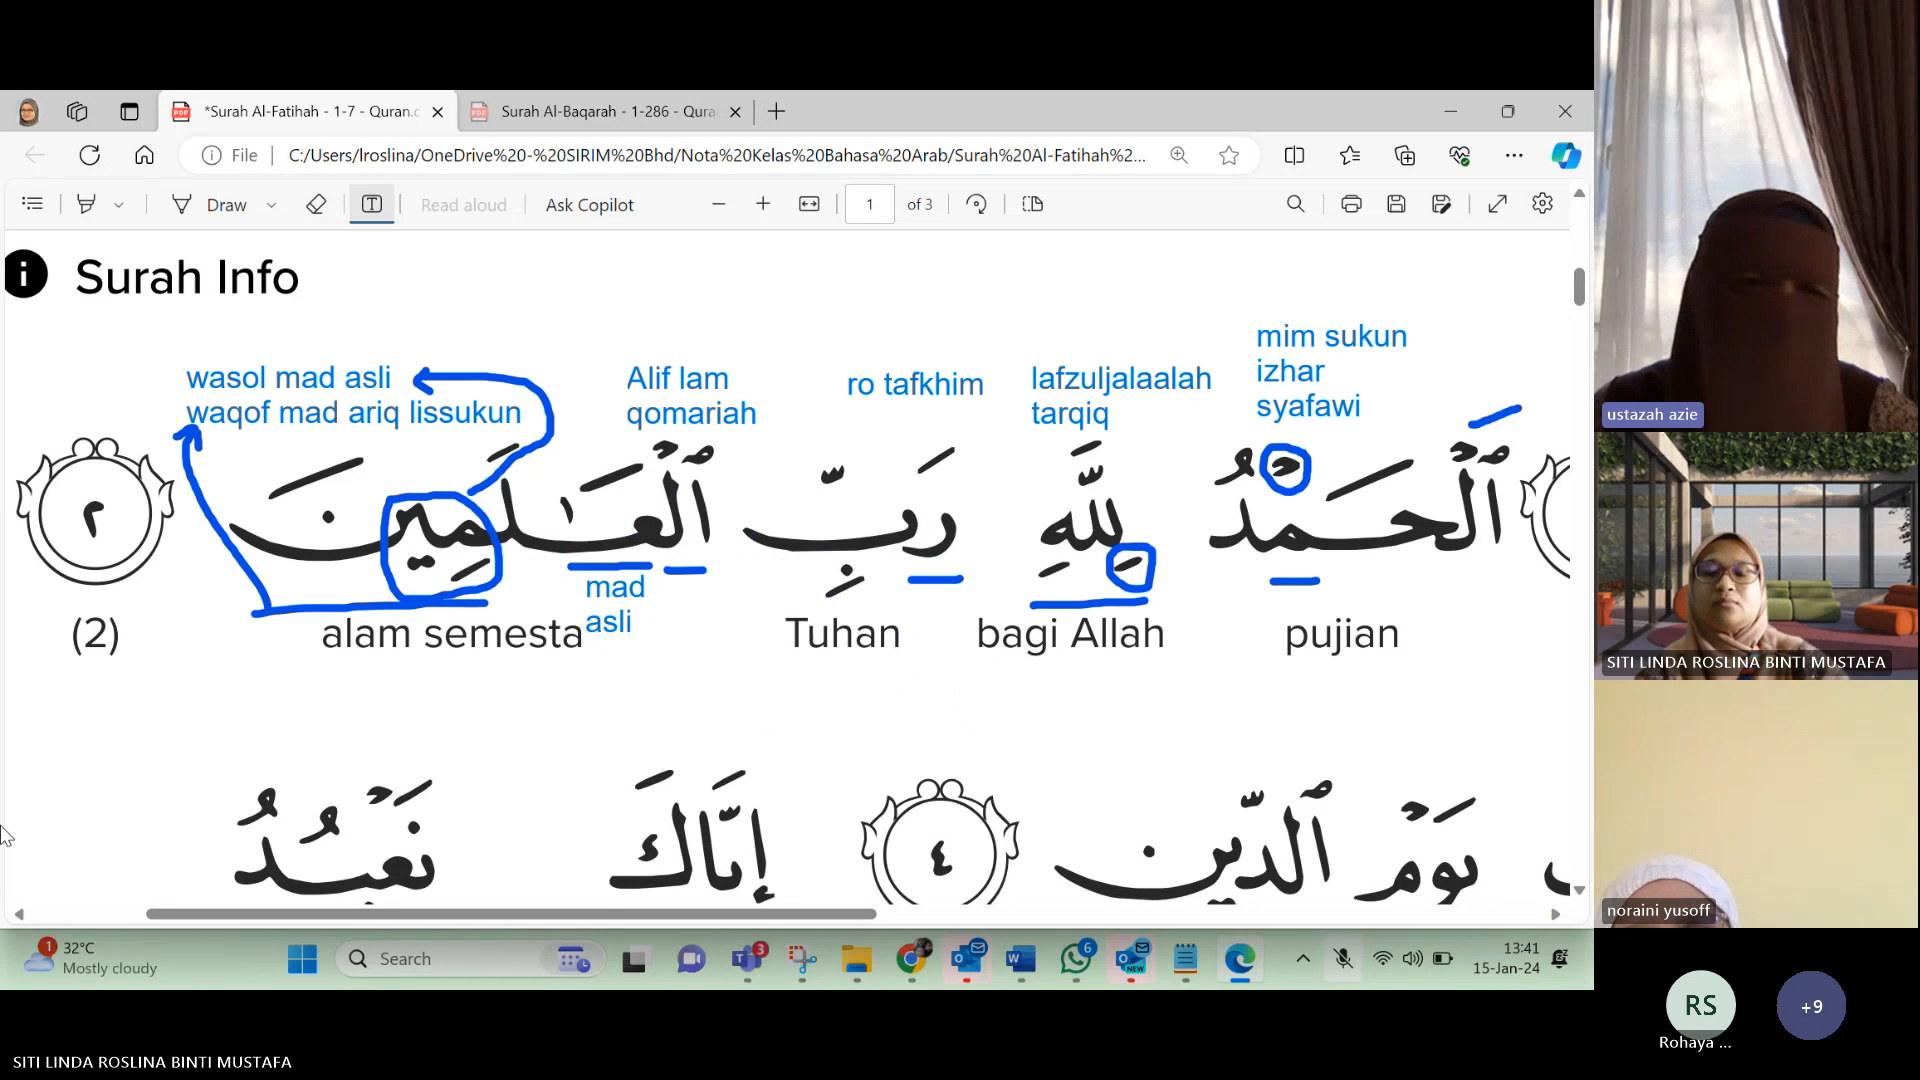 *Surah Al-Fatihah - 1-7 - Quran.c
Surah Al-Baqarah - 1-286 - Qura
File
C:/Users/lroslina/OneDrive%20-%20SIRIM%20Bhd/Nota%20Kelas%20Bahasa%20Arab/Surah%20Al-Fatihah%2...
Draw
Read aloud
Ask Copilot
1
of 3
Surah Info
mim sukun
izhar
syafawi
lafzuljalaalah
tarqiq
ro tafkhim
Alif lam
qomariah
wasol mad asli
waqof mad ariq lissukun
ٱلْحَمْدُ لِلَّهِ رَبِّ ٱلْعَـٰلَمِينَ ٢
mad
asli
pujian
bagi Allah
Tuhan
alam semesta
(2)
يَوْمِ ٱلدِّينِ ٤ إِيَّاكَ نَعْبُدُ
ustazah azie
SITI LINDA ROSLINA BINTI MUSTAFA
noraini yusoff
RS
Rohaya ...
+9
1
32°C
Mostly cloudy
Search
3
6
NEW
13:41
15-Jan-24
SITI LINDA ROSLINA BINTI MUSTAFA